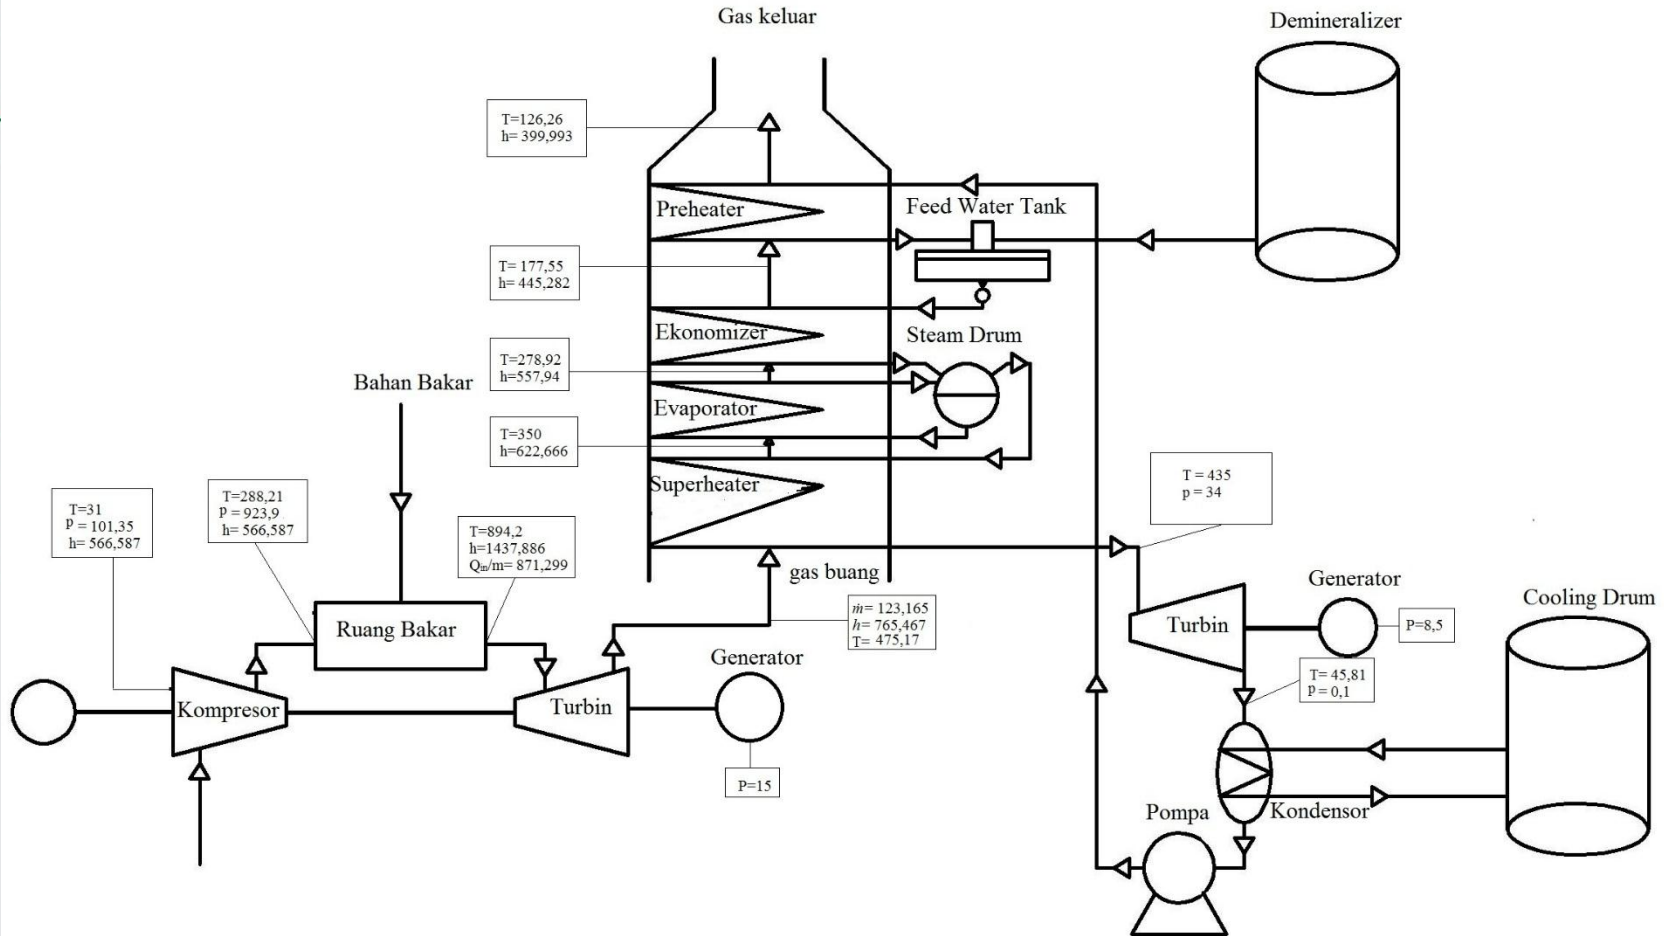 Gas keluar
Demineralizer
T=126,26
h= 399,993
Preheater
Feed Water Tank
T= 177,55
h= 445,282
Ekonomizer
Steam Drum
T=278,92
h=557,94
Bahan Bakar
Evaporator
T=350
h=622,666
Superheater
T = 435
p = 34
T=31
p = 101,35
h= 566,587
T=288,21
p = 923,9
h= 566,587
T=894,2
h=1437,886
Qin/m= 871,299
gas buang
Generator
Cooling Drum
ṁ= 123,165
h= 765,467
T= 475,17
Ruang Bakar
Turbin
P=8,5
Generator
T= 45,81
p = 0,1
Kompresor
Turbin
P=15
Pompa
Kondensor